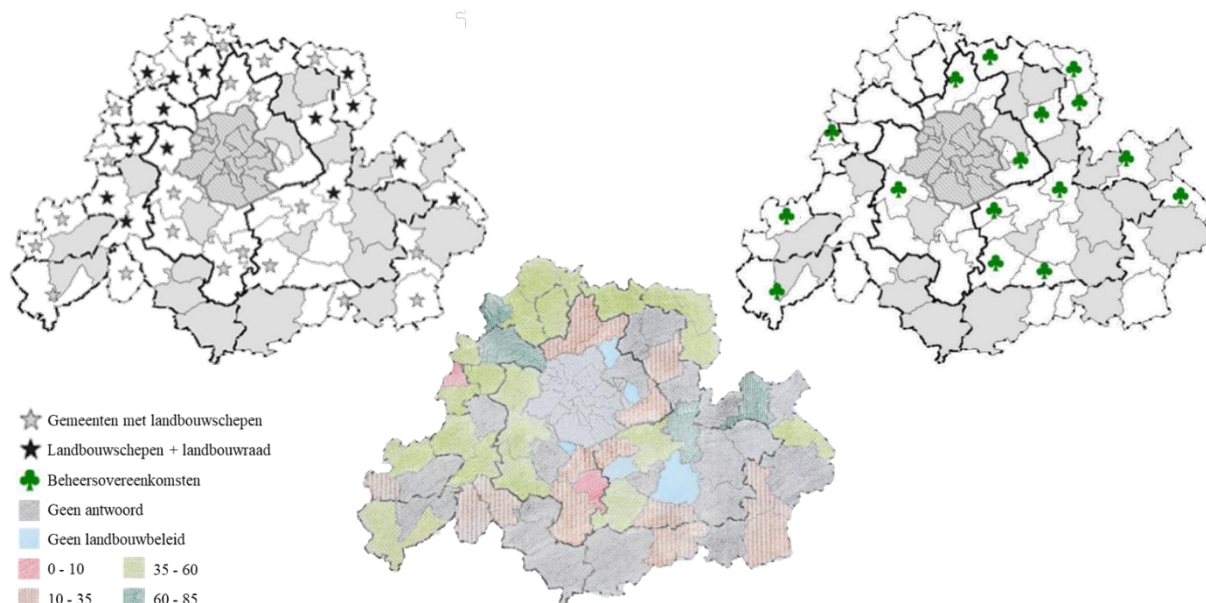 Gemeenten met landbouwschepen
Landbouwschepen + landbouwraad
Beheersovereenkomsten
Geen antwoord
Geen landbouwbeleid
0 - 10
35 - 60
10 - 35
60 - 85